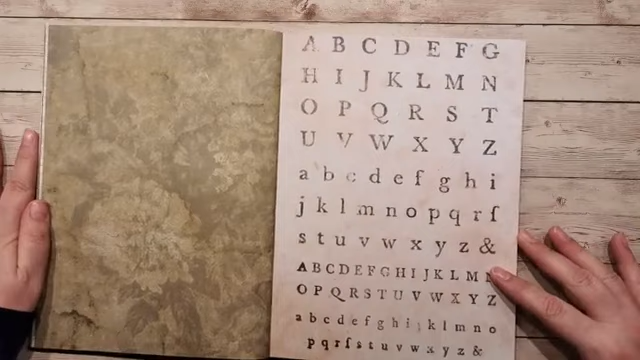 A B C D E F G
H I J K L M N
O P Q R S T
U V W X Y Z
a b c d e f g h i
j k l m n o p q r ſ
s t u v w x y z &
A B C D E F G H I J K L M N
O P Q R S T U V W X Y Z
a b c d e f g h i j k l m n o
p q r ſ s t u v w x y z &